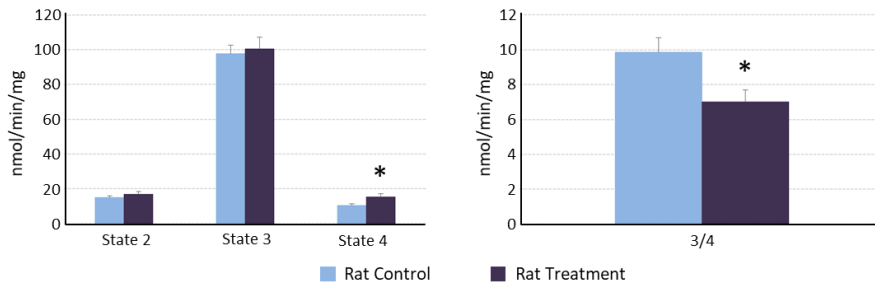 120
100
80
60
40
20
0
nmol/min/mg
*
State 2
State 3
State 4
12
10
8
6
4
2
0
nmol/min/mg
*
3/4
Rat Control
Rat Treatment